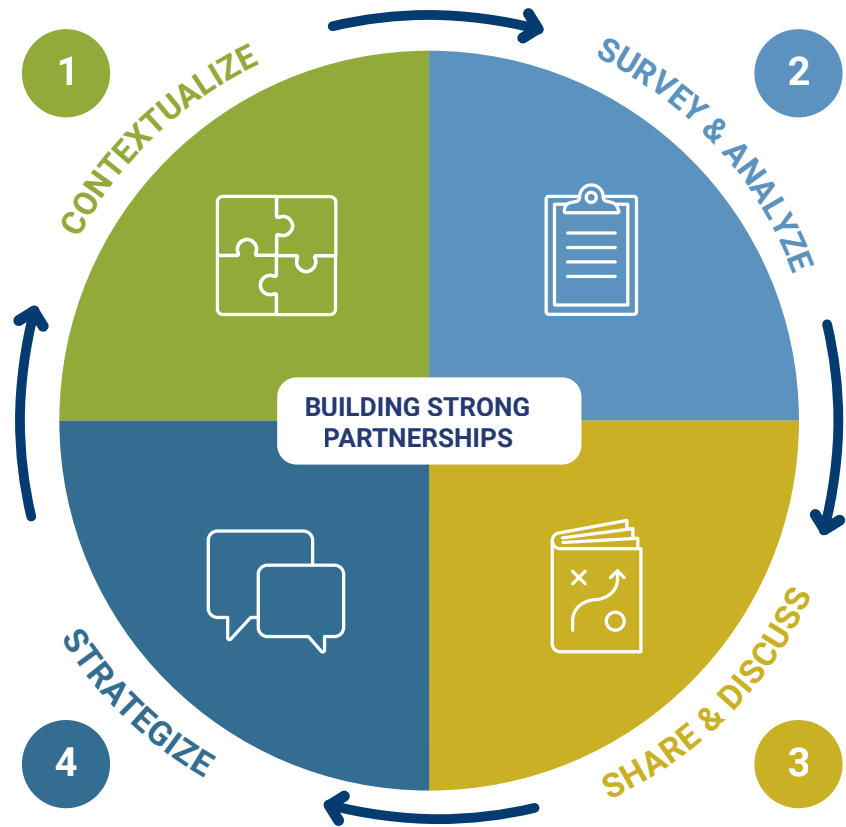 1
CONTEXTUALIZE
SURVEY & ANALYZE
2
BUILDING STRONG
PARTNERSHIPS
STRATEGIZE
4
SHARE & DISCUSS
3